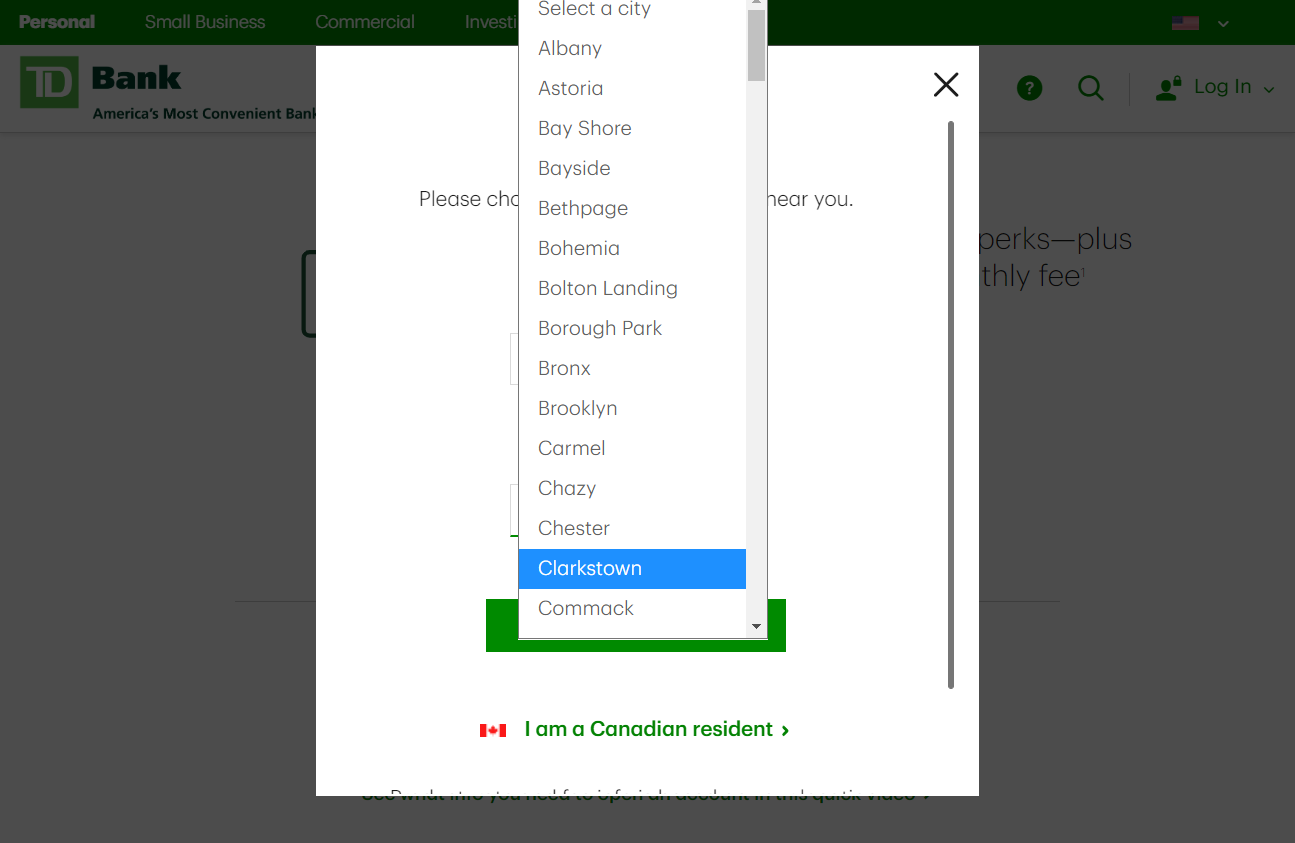 Personal Small Business Commercial Investi
TD Bank
America's Most Convenient Bank
? Log In
Select a city
Albany
Astoria
Bay Shore
Bayside
Bethpage
Bohemia
Bolton Landing
Borough Park
Bronx
Brooklyn
Carmel
Chazy
Chester
Clarkstown
Commack
Please cho near you.
perks—plus
thly fee¹
I am a Canadian resident ›